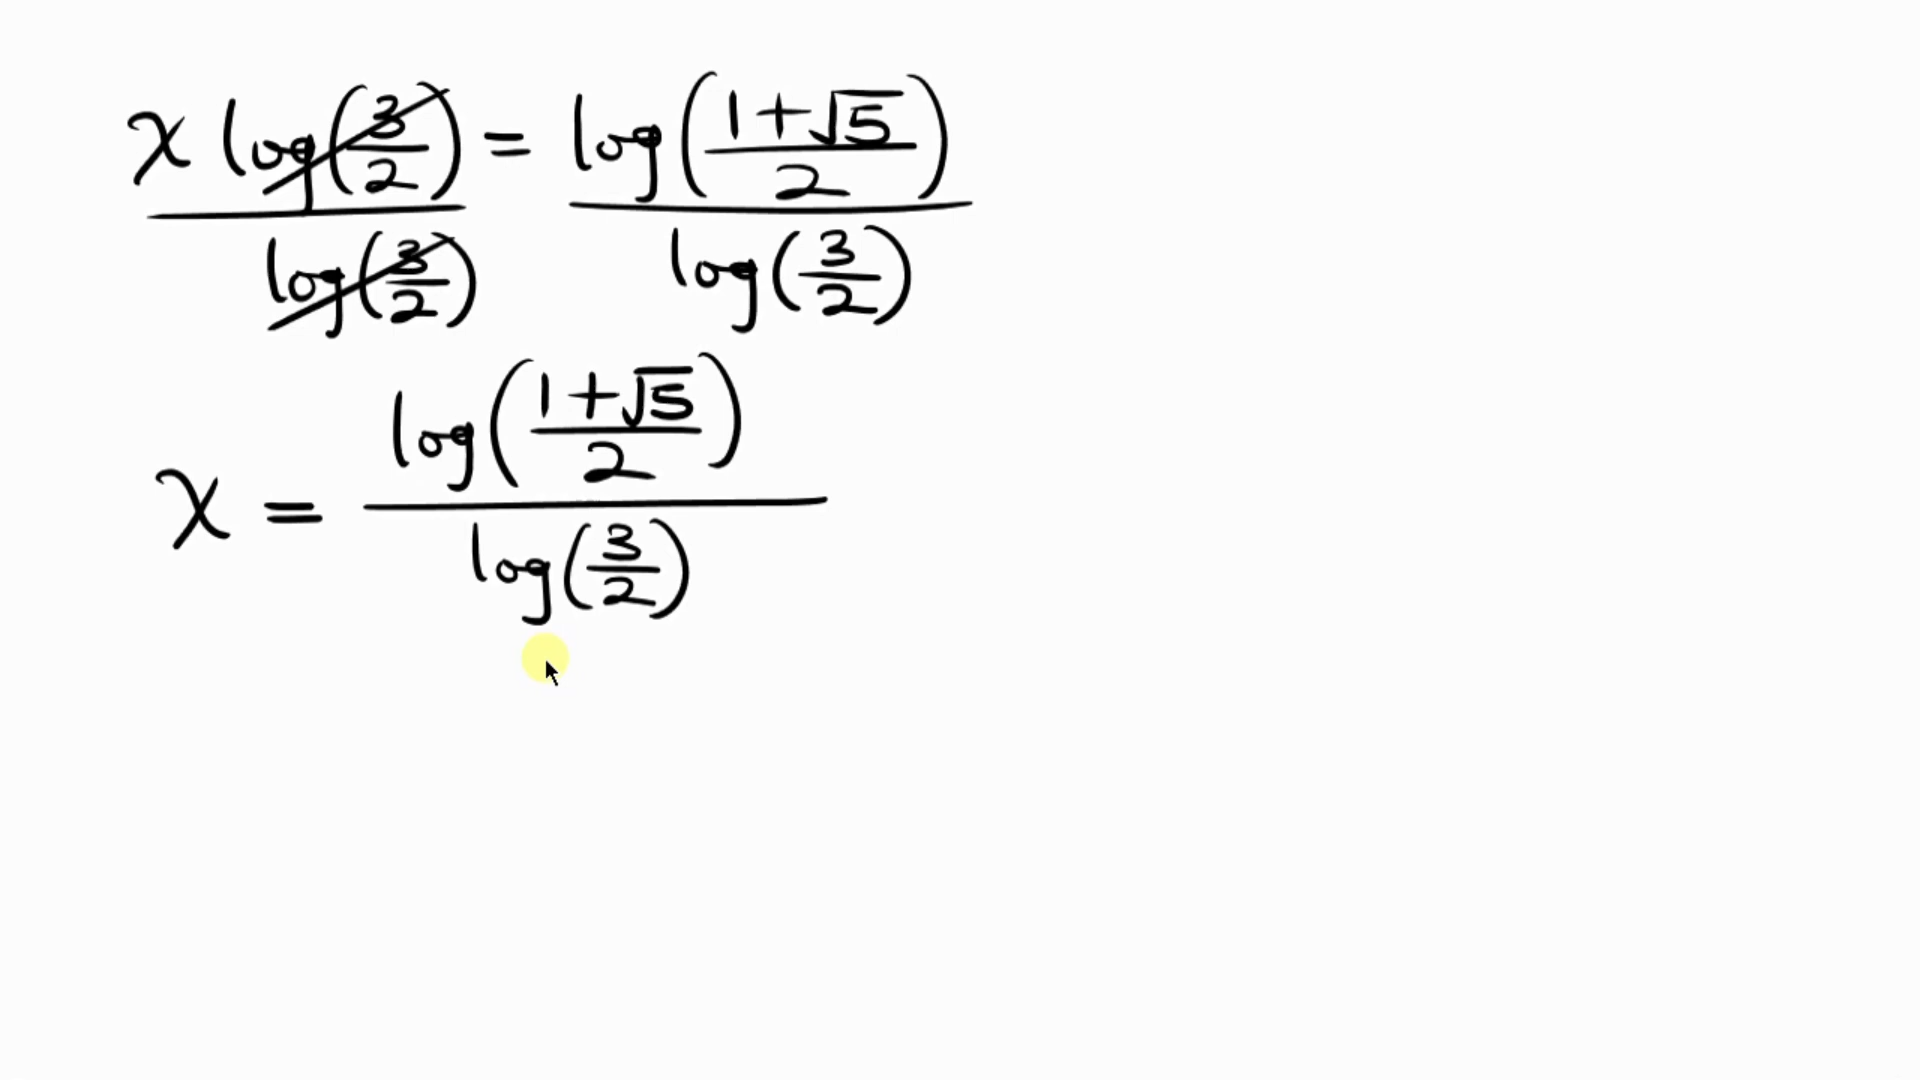 x log(3/2) / log(3/2) = log((1+√5)/2) / log(3/2)
x = log((1+√5)/2) / log(3/2)